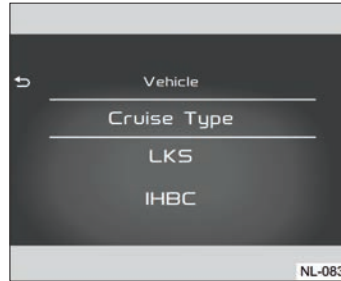 Vehicle
Cruise Type
LKS
IHBC
NL-083